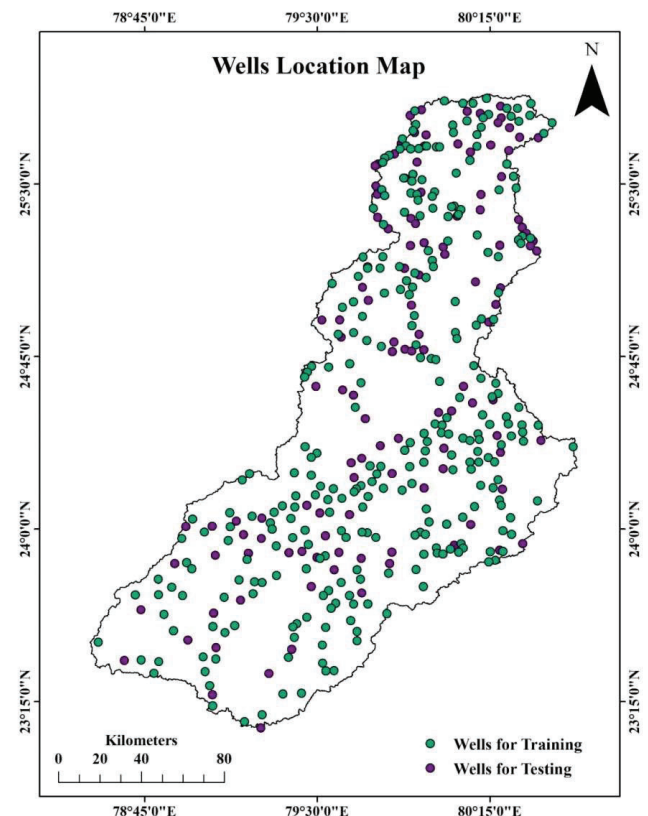 78°45'0"E 79°30'0"E 80°15'0"E
Wells Location Map
N
25°30'0"N 25°30'0"N
24°45'0"N 24°45'0"N
24°0'0"N 24°0'0"N
23°15'0"N 23°15'0"N
Kilometers
0 20 40 80
Wells for Training
Wells for Testing
78°45'0"E 79°30'0"E 80°15'0"E